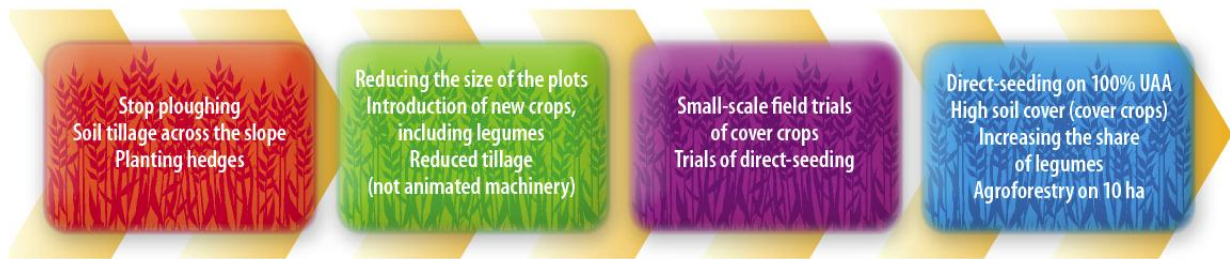 Stop ploughing
Soil tillage across the slope
Planting hedges
Reducing the size of the plots
Introduction of new crops,
including legumes
Reduced tillage
(not animated machinery)
Small-scale field trials
of cover crops
Trials of direct-seeding
Direct-seeding on 100% UAA
High soil cover (cover crops)
Increasing the share
of legumes
Agroforestry on 10 ha